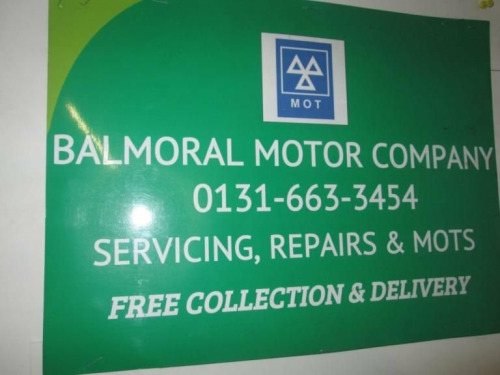 MOT
BALMORAL MOTOR COMPANY
0131-663-3454
SERVICING, REPAIRS & MOTS
FREE COLLECTION & DELIVERY